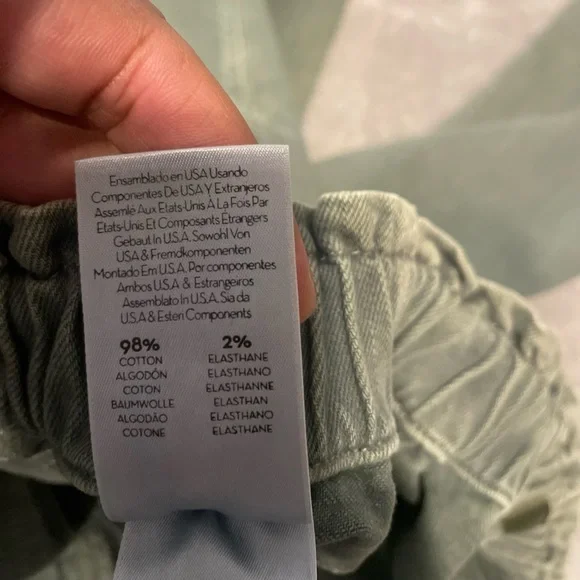 Ensamblado en USA Usando
Componentes De USA Y Extranjeros
Assemlé Aux Etats-Unis À La Fois Par
Etats-Unis Et Composants Etrangers
Gebaut In U.S.A. Sowohl Von
USA & Fremdkomponenten
Montado Em U.S.A. Por componentes
Ambos USA & Estrangeiros
Assemblato In U.S.A. Sia da
U.S.A & Esteri Components
98% 2%
COTTON ELASTHANE
ALGODÓN ELASTHANO
COTON ELASTHANNE
BAUMWOLLE ELASTHAN
ALGODÃO ELASTHANO
COTONE ELASTHANE